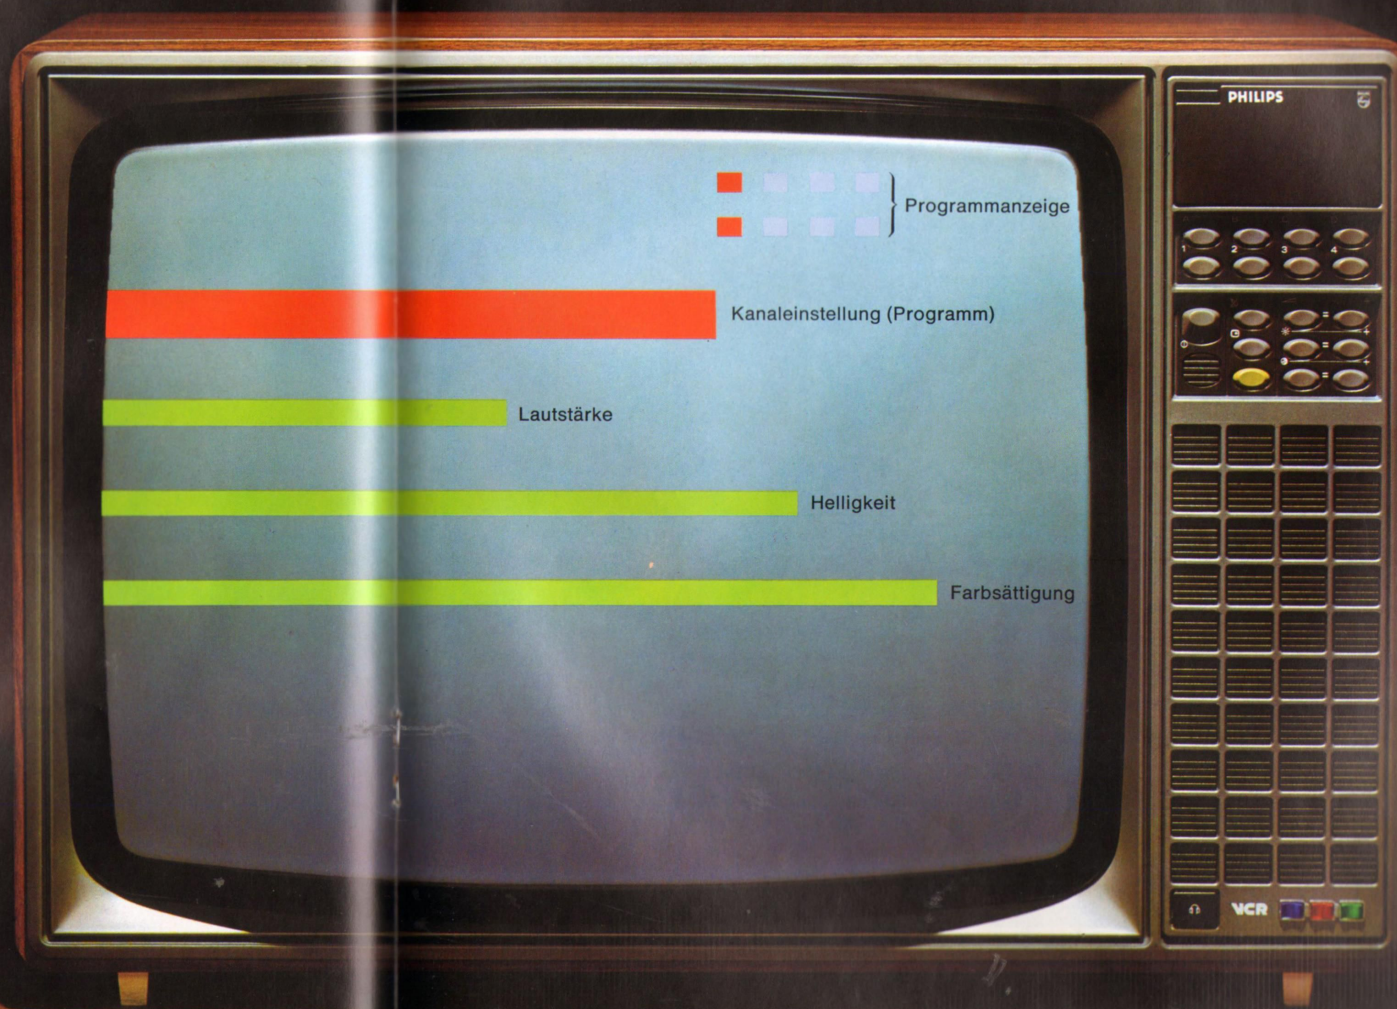 PHILIPS
Programmanzeige
1 2 3 4
Kanaleinstellung (Programm)
Lautstärke
Helligkeit
Farbsättigung
VCR